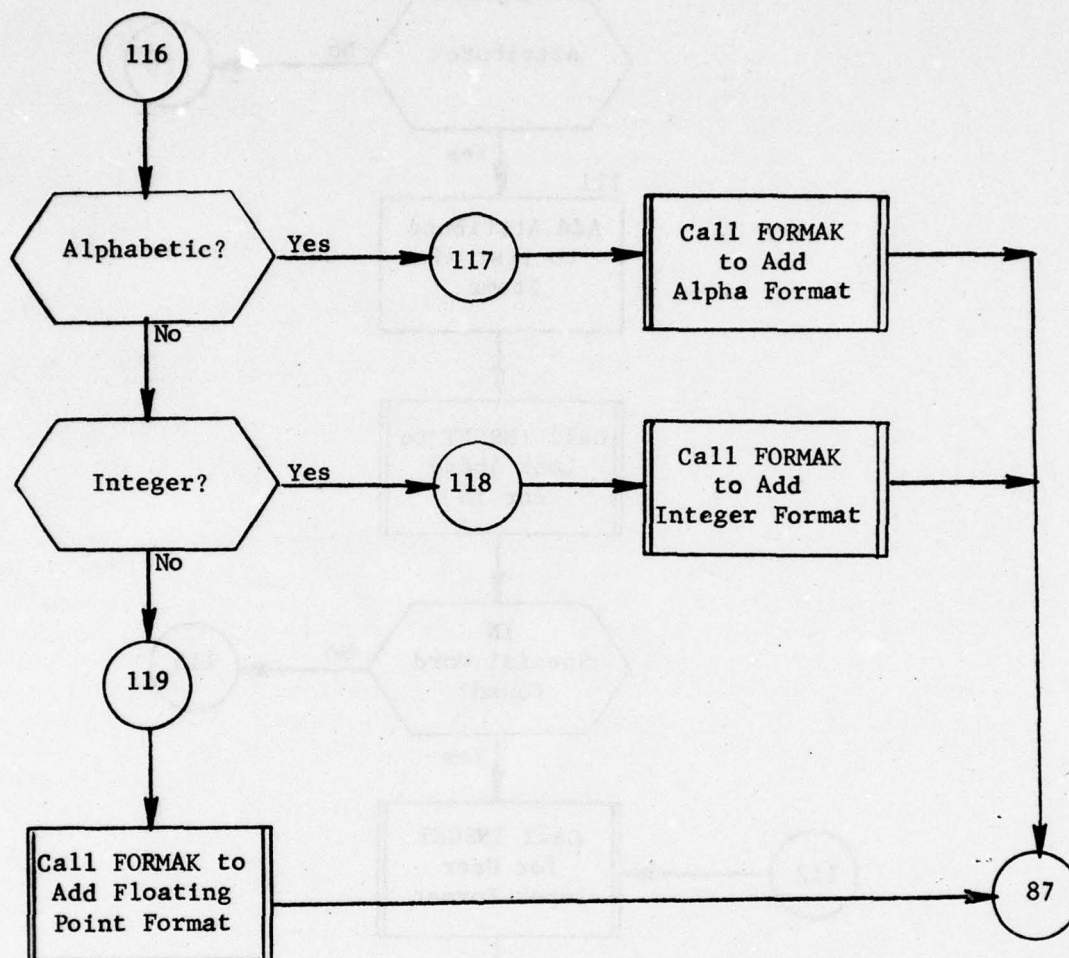 116
Alphabetic?
Yes
117
Call FORMAK
to Add
Alpha Format
No
Integer?
Yes
118
Call FORMAK
to Add
Integer Format
No
119
Call FORMAK to
Add Floating
Point Format
87